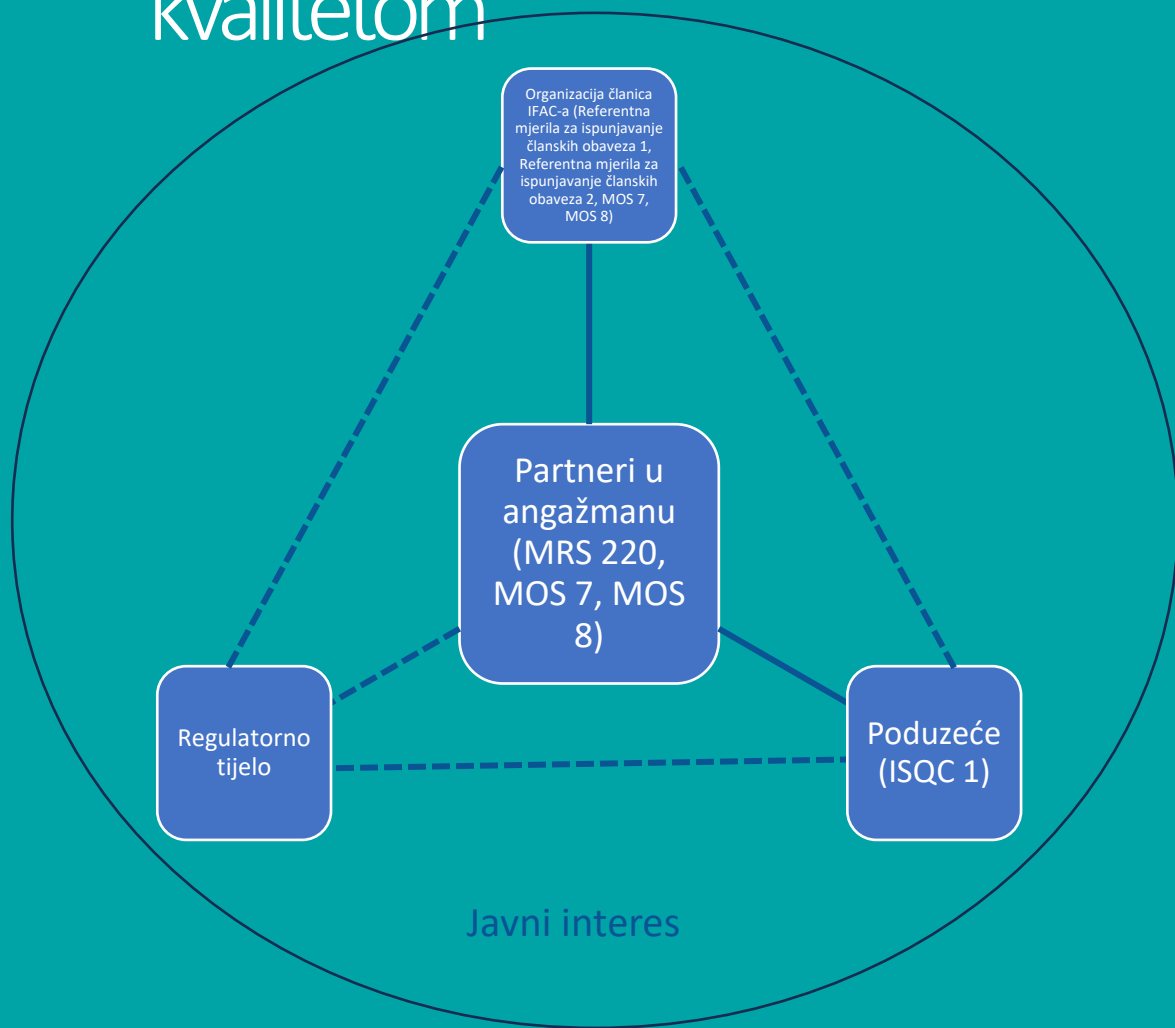 kvalitetom
Organizacija članica
IFAC-a (Referentna
mjerila za ispunjavanje
članskih obaveza 1,
Referentna mjerila za
ispunjavanje članskih
obaveza 2, MOS 7,
MOS 8)
Partneri u
angažmanu
(MRS 220,
MOS 7, MOS
8)
Regulatorno
tijelo
Poduzeće
(ISQC 1)
Javni interes